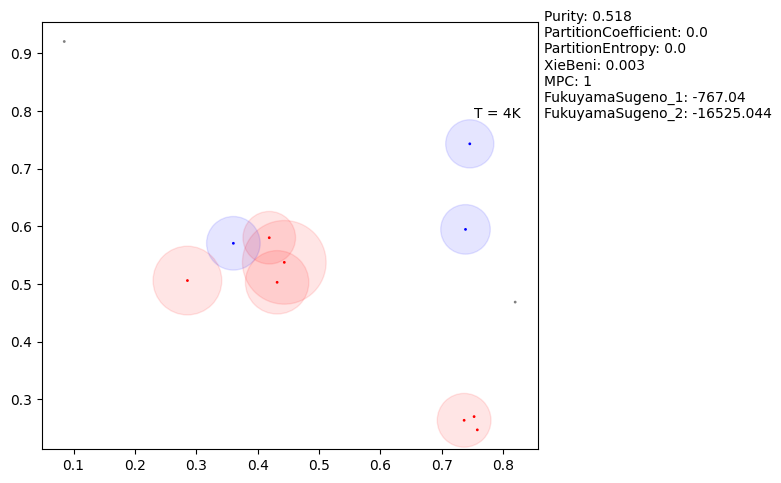 Purity: 0.518
PartitionCoefficient: 0.0
PartitionEntropy: 0.0
XieBeni: 0.003
MPC: 1
FukuyamaSugeno_1: -767.04
FukuyamaSugeno_2: -16525.044
T = 4K
0.9
0.8
0.7
0.6
0.5
0.4
0.3
0.1
0.2
0.3
0.4
0.5
0.6
0.7
0.8